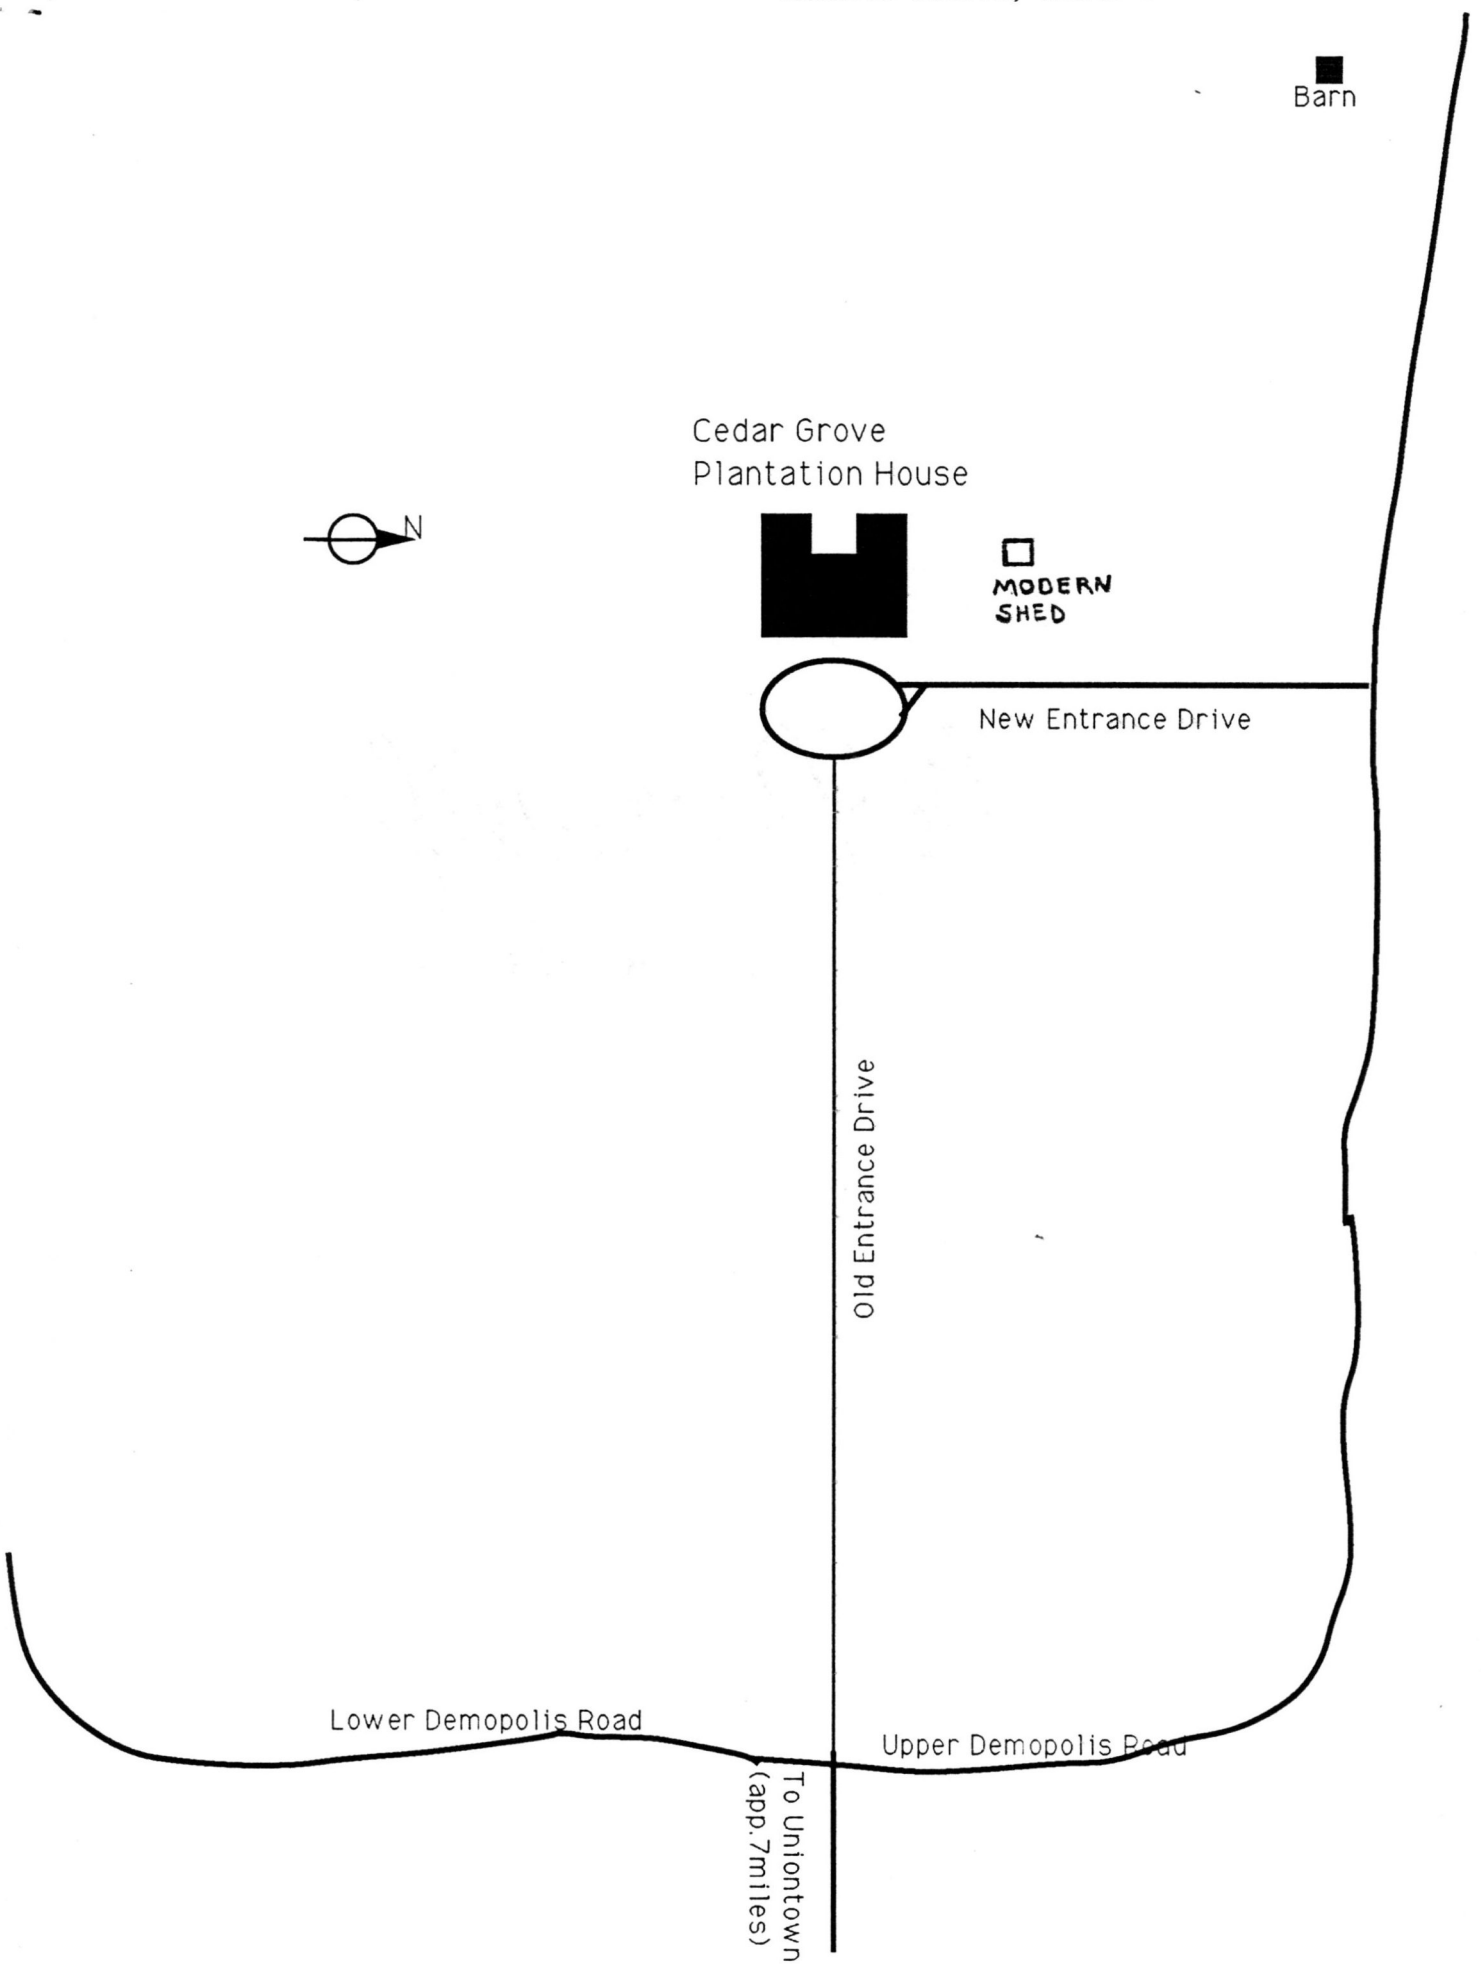 Barn
Cedar Grove
Plantation House
N
MODERN
SHED
New Entrance Drive
Old Entrance Drive
Lower Demopolis Road
Upper Demopolis Road
To Uniontown
(app.7miles)